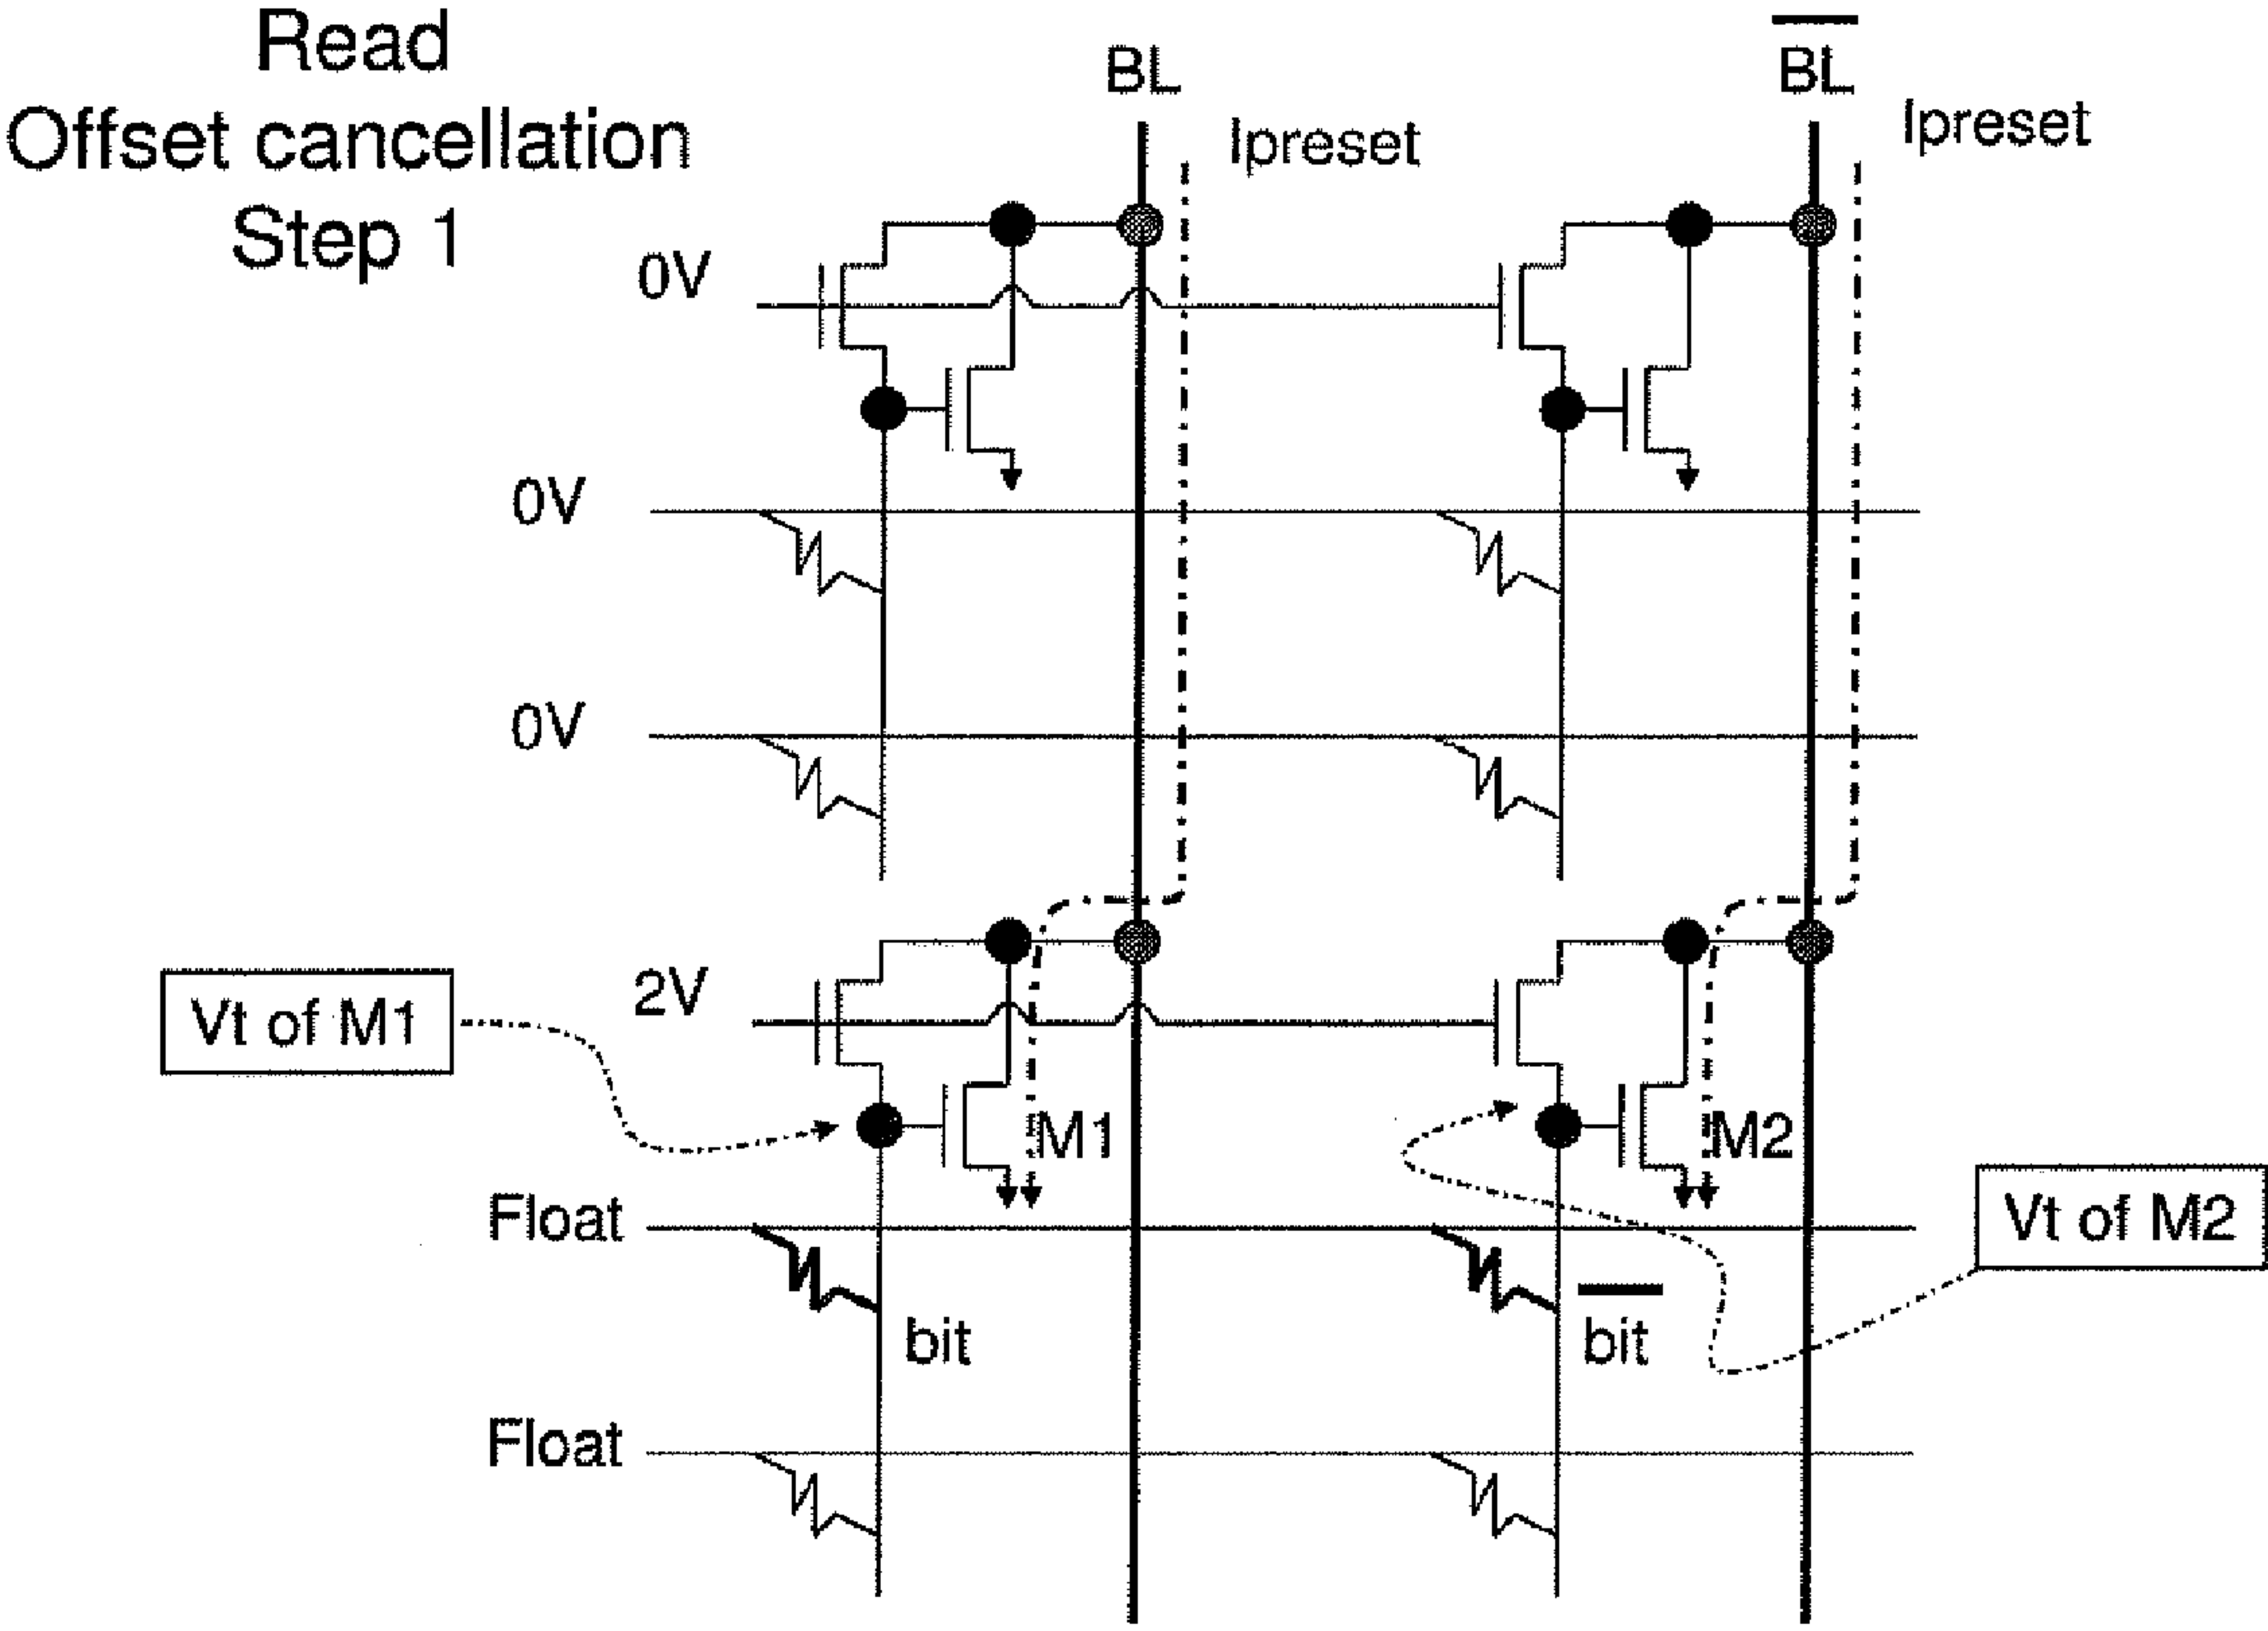 Read
Offset cancellation
Step 1
BL
Ipreset
BL
Ipreset
0V
0V
0V
2V
Vt of M1
M1
M2
Float
Vt of M2
bit
bit
Float